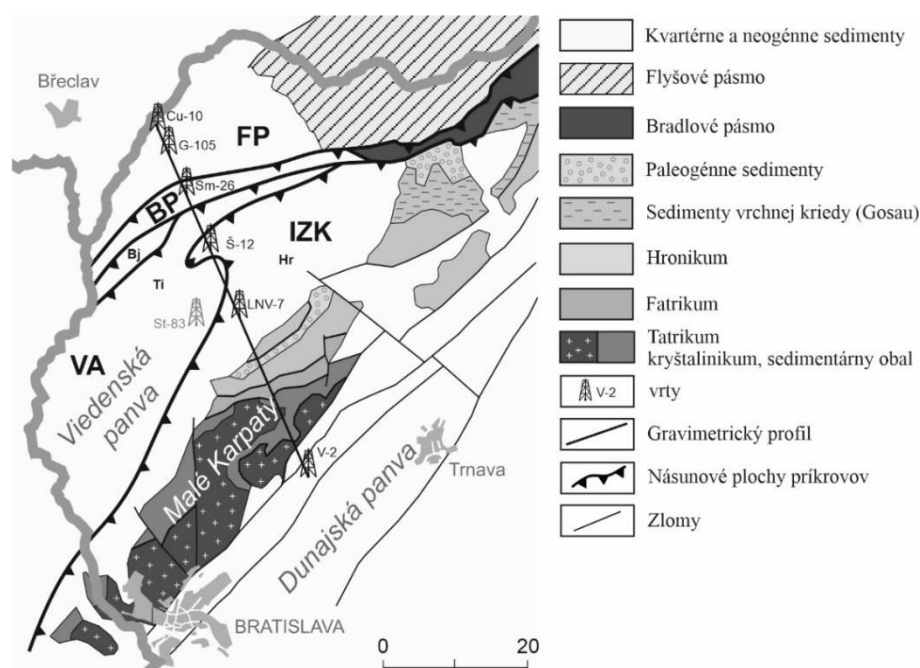 Břeclav
Cu-10
G-105
FP
Sm-26
BP
Š-12
IZK
Bj
Hr
Ti
LNV-7
St-83
VA
Viedenská
panva
Malé Karpaty
V-2
Trnava
Dunajská panva
BRATISLAVA
0
20
Kvartérne a neogénne sedimenty
Flyšové pásmo
Bradlové pásmo
Paleogénne sedimenty
Sedimenty vrchnej kriedy (Gosau)
Hronikum
Fatrikum
Tatrikum
kryštalinikum, sedimentárny obal
V-2
vrty
Gravimetrický profil
Násunové plochy príkrovov
Zlomy